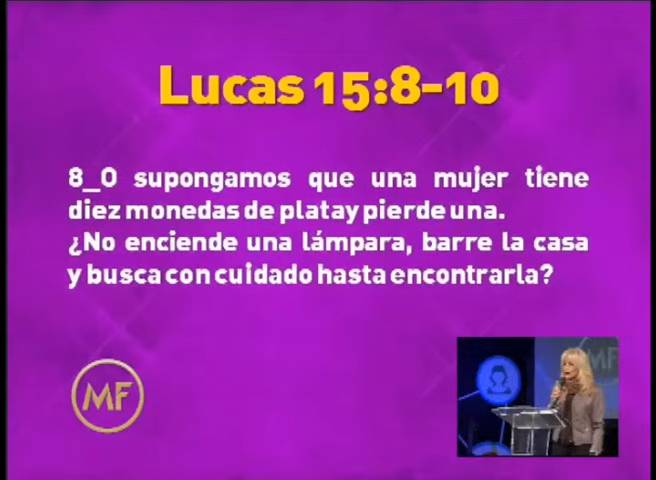 Lucas 15:8-10
8_O supongamos que una mujer tiene
diez monedas de plata y pierde una.
¿No enciende una lámpara, barre la casa
y busca con cuidado hasta encontrarla?
MF
MF